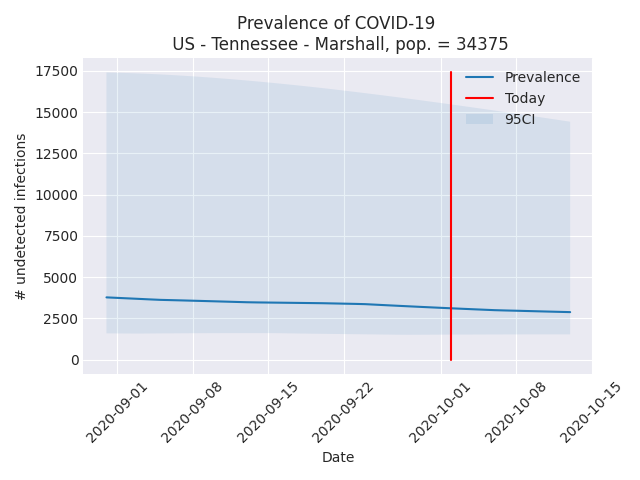 Prevalence of COVID-19
US - Tennessee - Marshall, pop. = 34375
17500
15000
12500
10000
7500
5000
2500
0
# undetected infections
Prevalence
Today
95CI
2020-09-01
2020-09-08
2020-09-15
2020-09-22
2020-10-01
2020-10-08
2020-10-15
Date